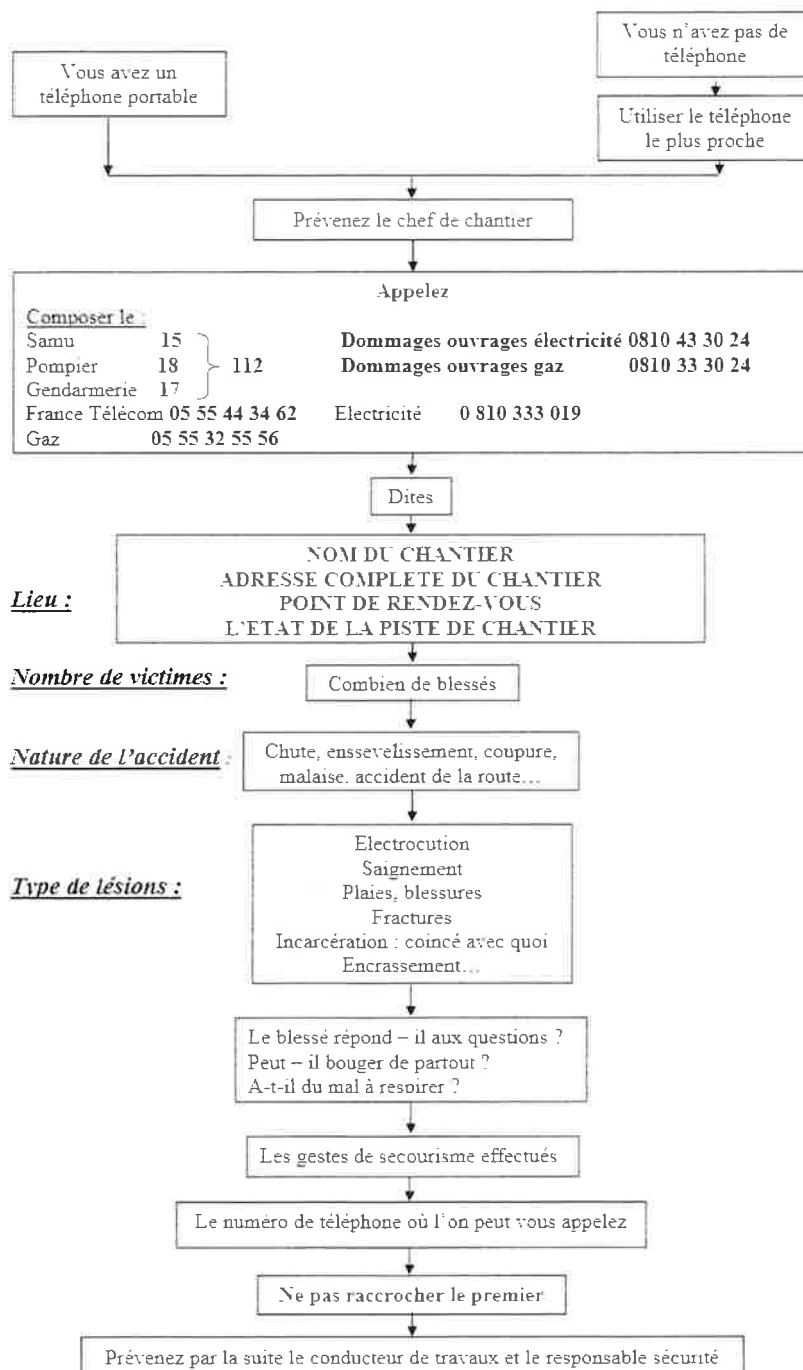 Vous avez un
téléphone portable
Vous n'avez pas de
téléphone
Utiliser le téléphone
le plus proche
Prévenez le chef de chantier
Appelez
Composer le :
Samu 15
Pompier 18
Gendarmerie 17
112
Dommages ouvrages électricité 0810 43 30 24
Dommages ouvrages gaz 0810 33 30 24
France Télécom 05 55 44 34 62 Electricité 0 810 333 019
Gaz 05 55 32 55 56
Dites
Lieu :
NOM DU CHANTIER
ADRESSE COMPLETE DU CHANTIER
POINT DE RENDEZ-VOUS
L'ETAT DE LA PISTE DE CHANTIER
Nombre de victimes :
Combien de blessés
Nature de l'accident :
Chute, enssevelissement, coupure,
malaise, accident de la route...
Type de lésions :
Electrocution
Saignement
Plaies, blessures
Fractures
Incarcération : coincé avec quoi
Encrassement...
Le blessé répond – il aux questions ?
Peut – il bouger de partout ?
A-t-il du mal à respirer ?
Les gestes de secourisme effectués
Le numéro de téléphone où l'on peut vous appelez
Ne pas raccrocher le premier
Prévenez par la suite le conducteur de travaux et le responsable sécurité